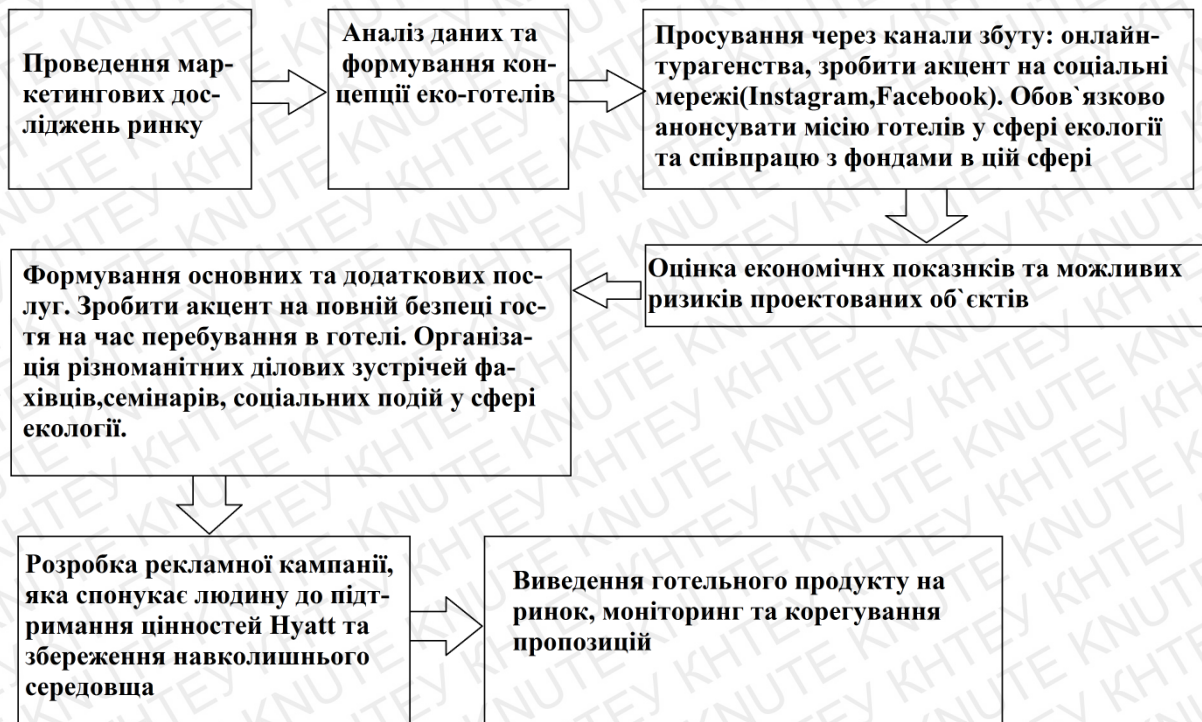 Проведення мар-
кетингових дос-
ліджень ринку
Аналіз даних та
формування кон-
цепції еко-готелів
Просування через канали збуту: онлайн-
турагенства, зробити акцент на соціальні
мережі(Instagram,Facebook). Обов`язково
анонсувати місію готелів у сфері екології
та співпрацю з фондами в цій сфері
Оцінка економічнх показнків та можливих
ризиків проектованих об`єктів
Формування основних та додаткових пос-
луг. Зробити акцент на повній безпеці гос-
тя на час перебування в готелі. Організа-
ція різноманітних ділових зустрічей фа-
хівців,семінарів, соціальних подій у сфері
екології.
Розробка рекламної кампанії,
яка спонукає людину до підт-
римання цінностей Hyatt та
збереження навколишнього
середовща
Виведення готельного продукту на
ринок, моніторинг та корегування
пропозицій